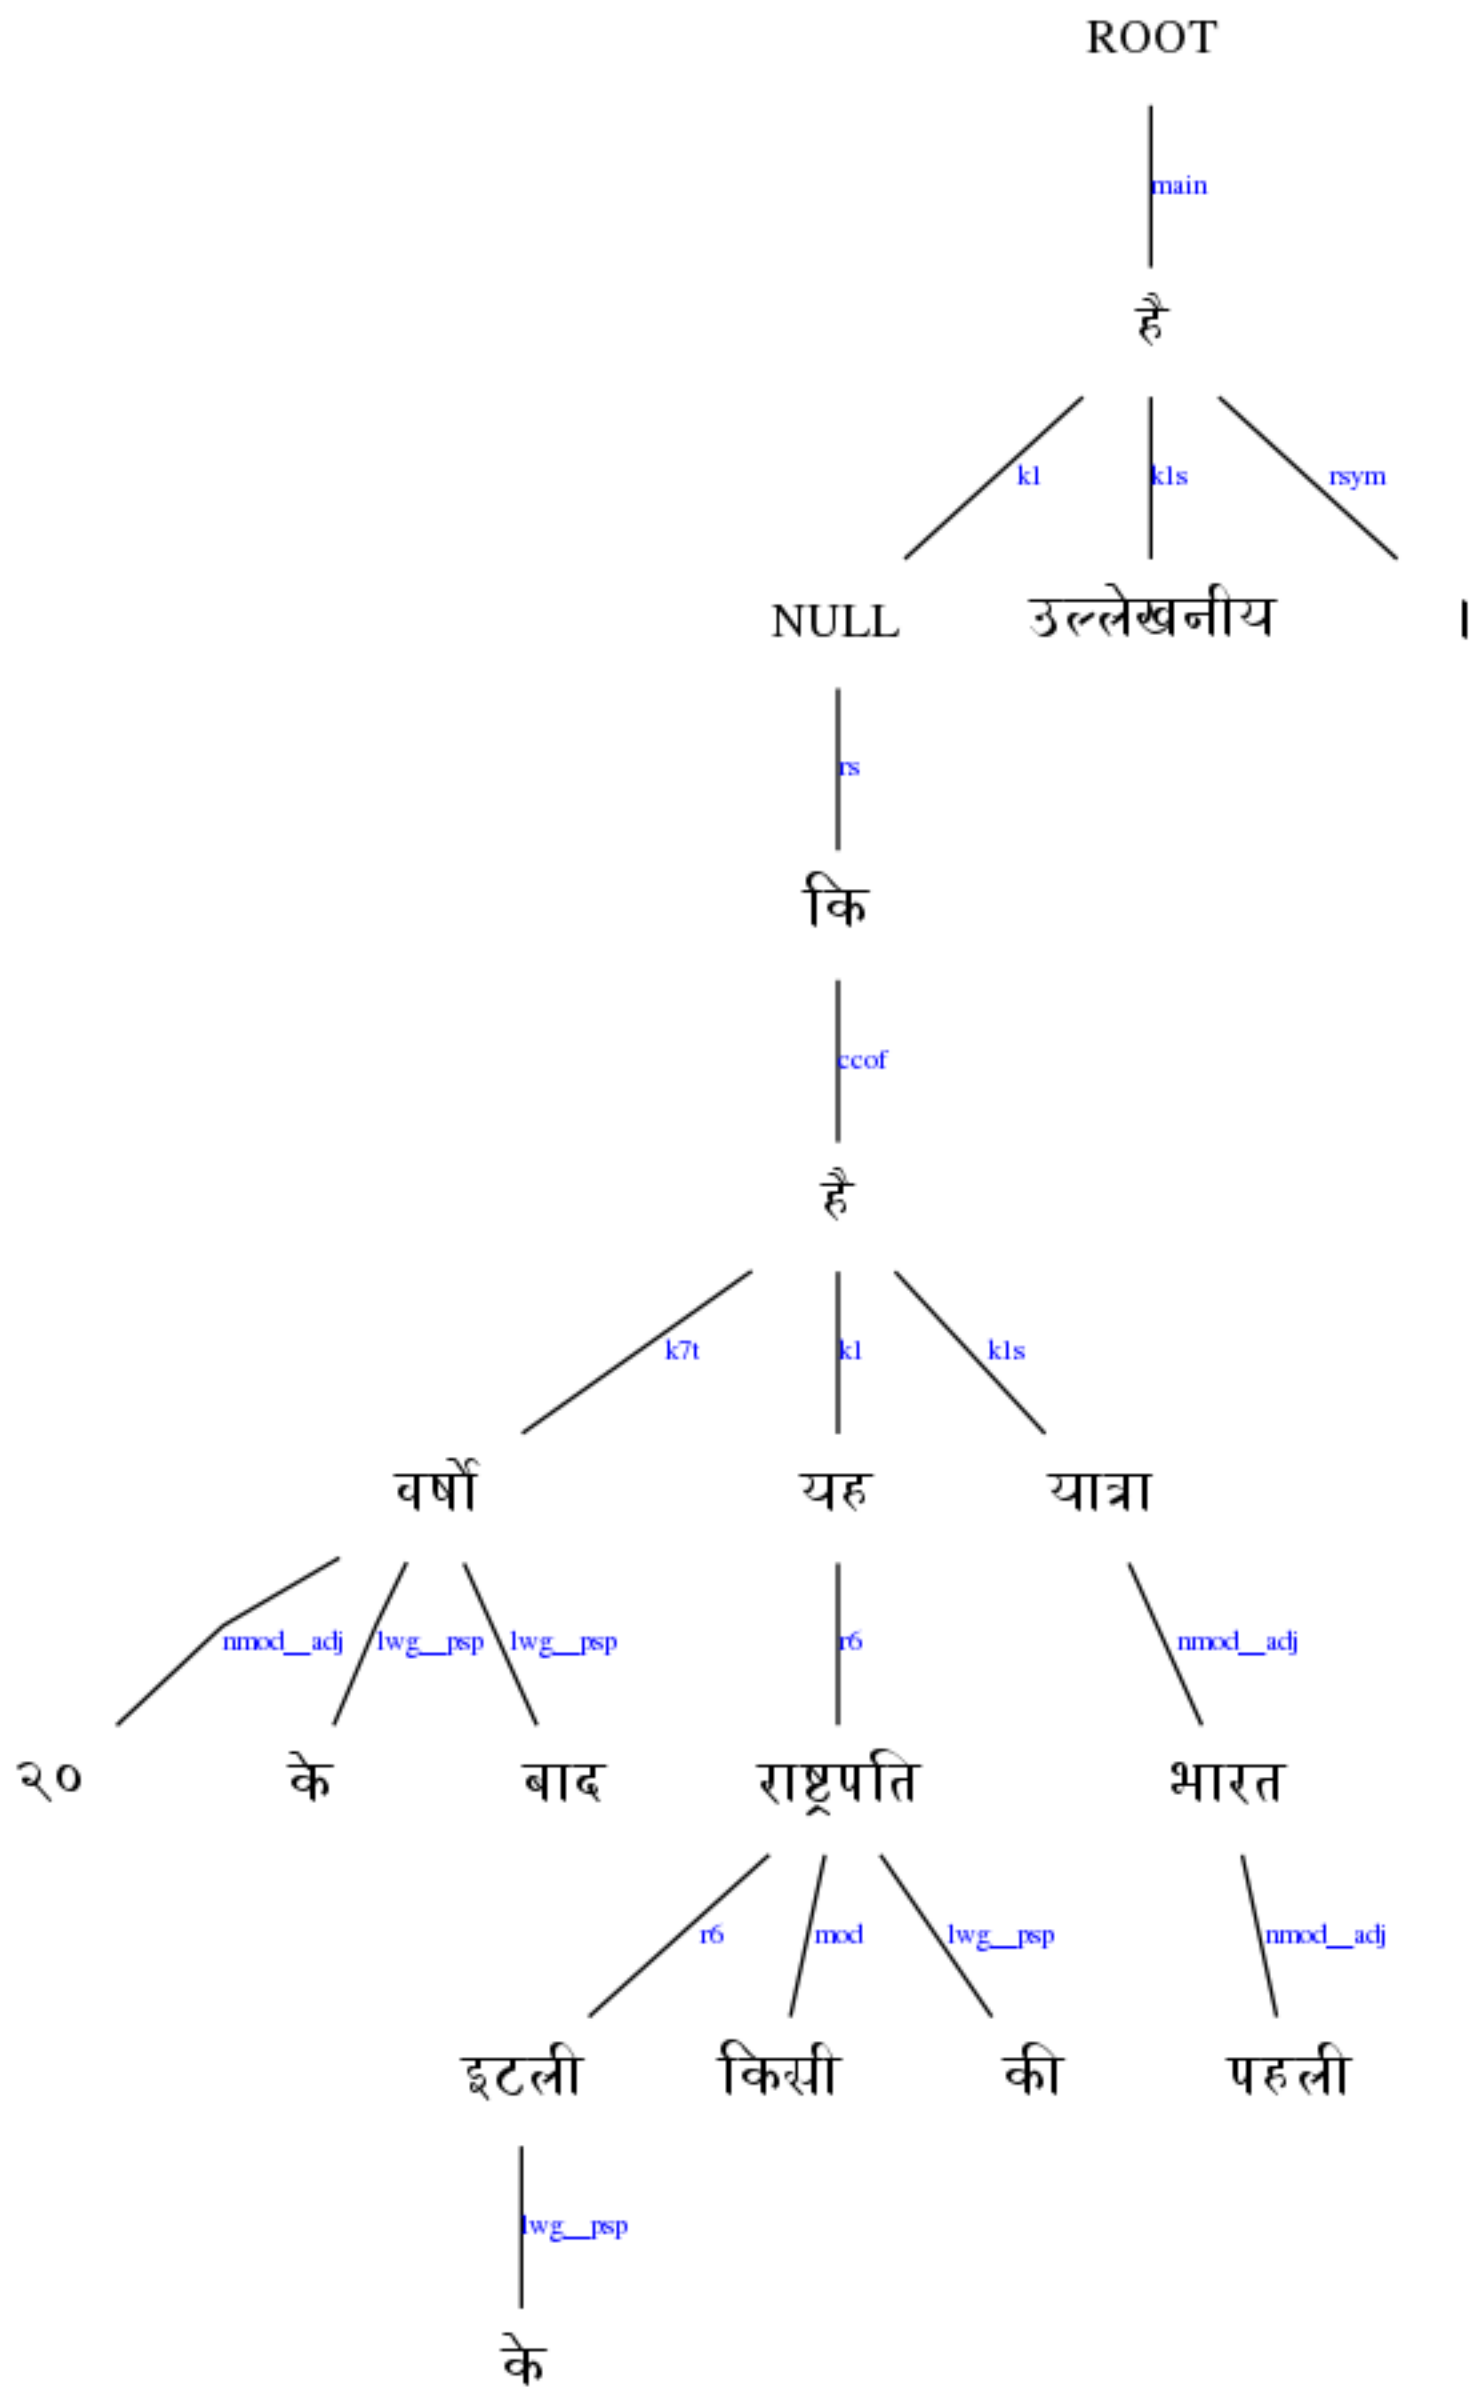 ROOT
main
है
k1 k1s rsym
NULL उल्लेखनीय ।
rs
कि
ccof
है
k7t k1 k1s
वर्षों यह यात्रा
nmod__adj lwg__psp lwg__psp r6 nmod__adj
२० के बाद राष्ट्रपति भारत
r6 mod lwg__psp nmod__adj
इटली किसी की पहली
lwg__psp
के